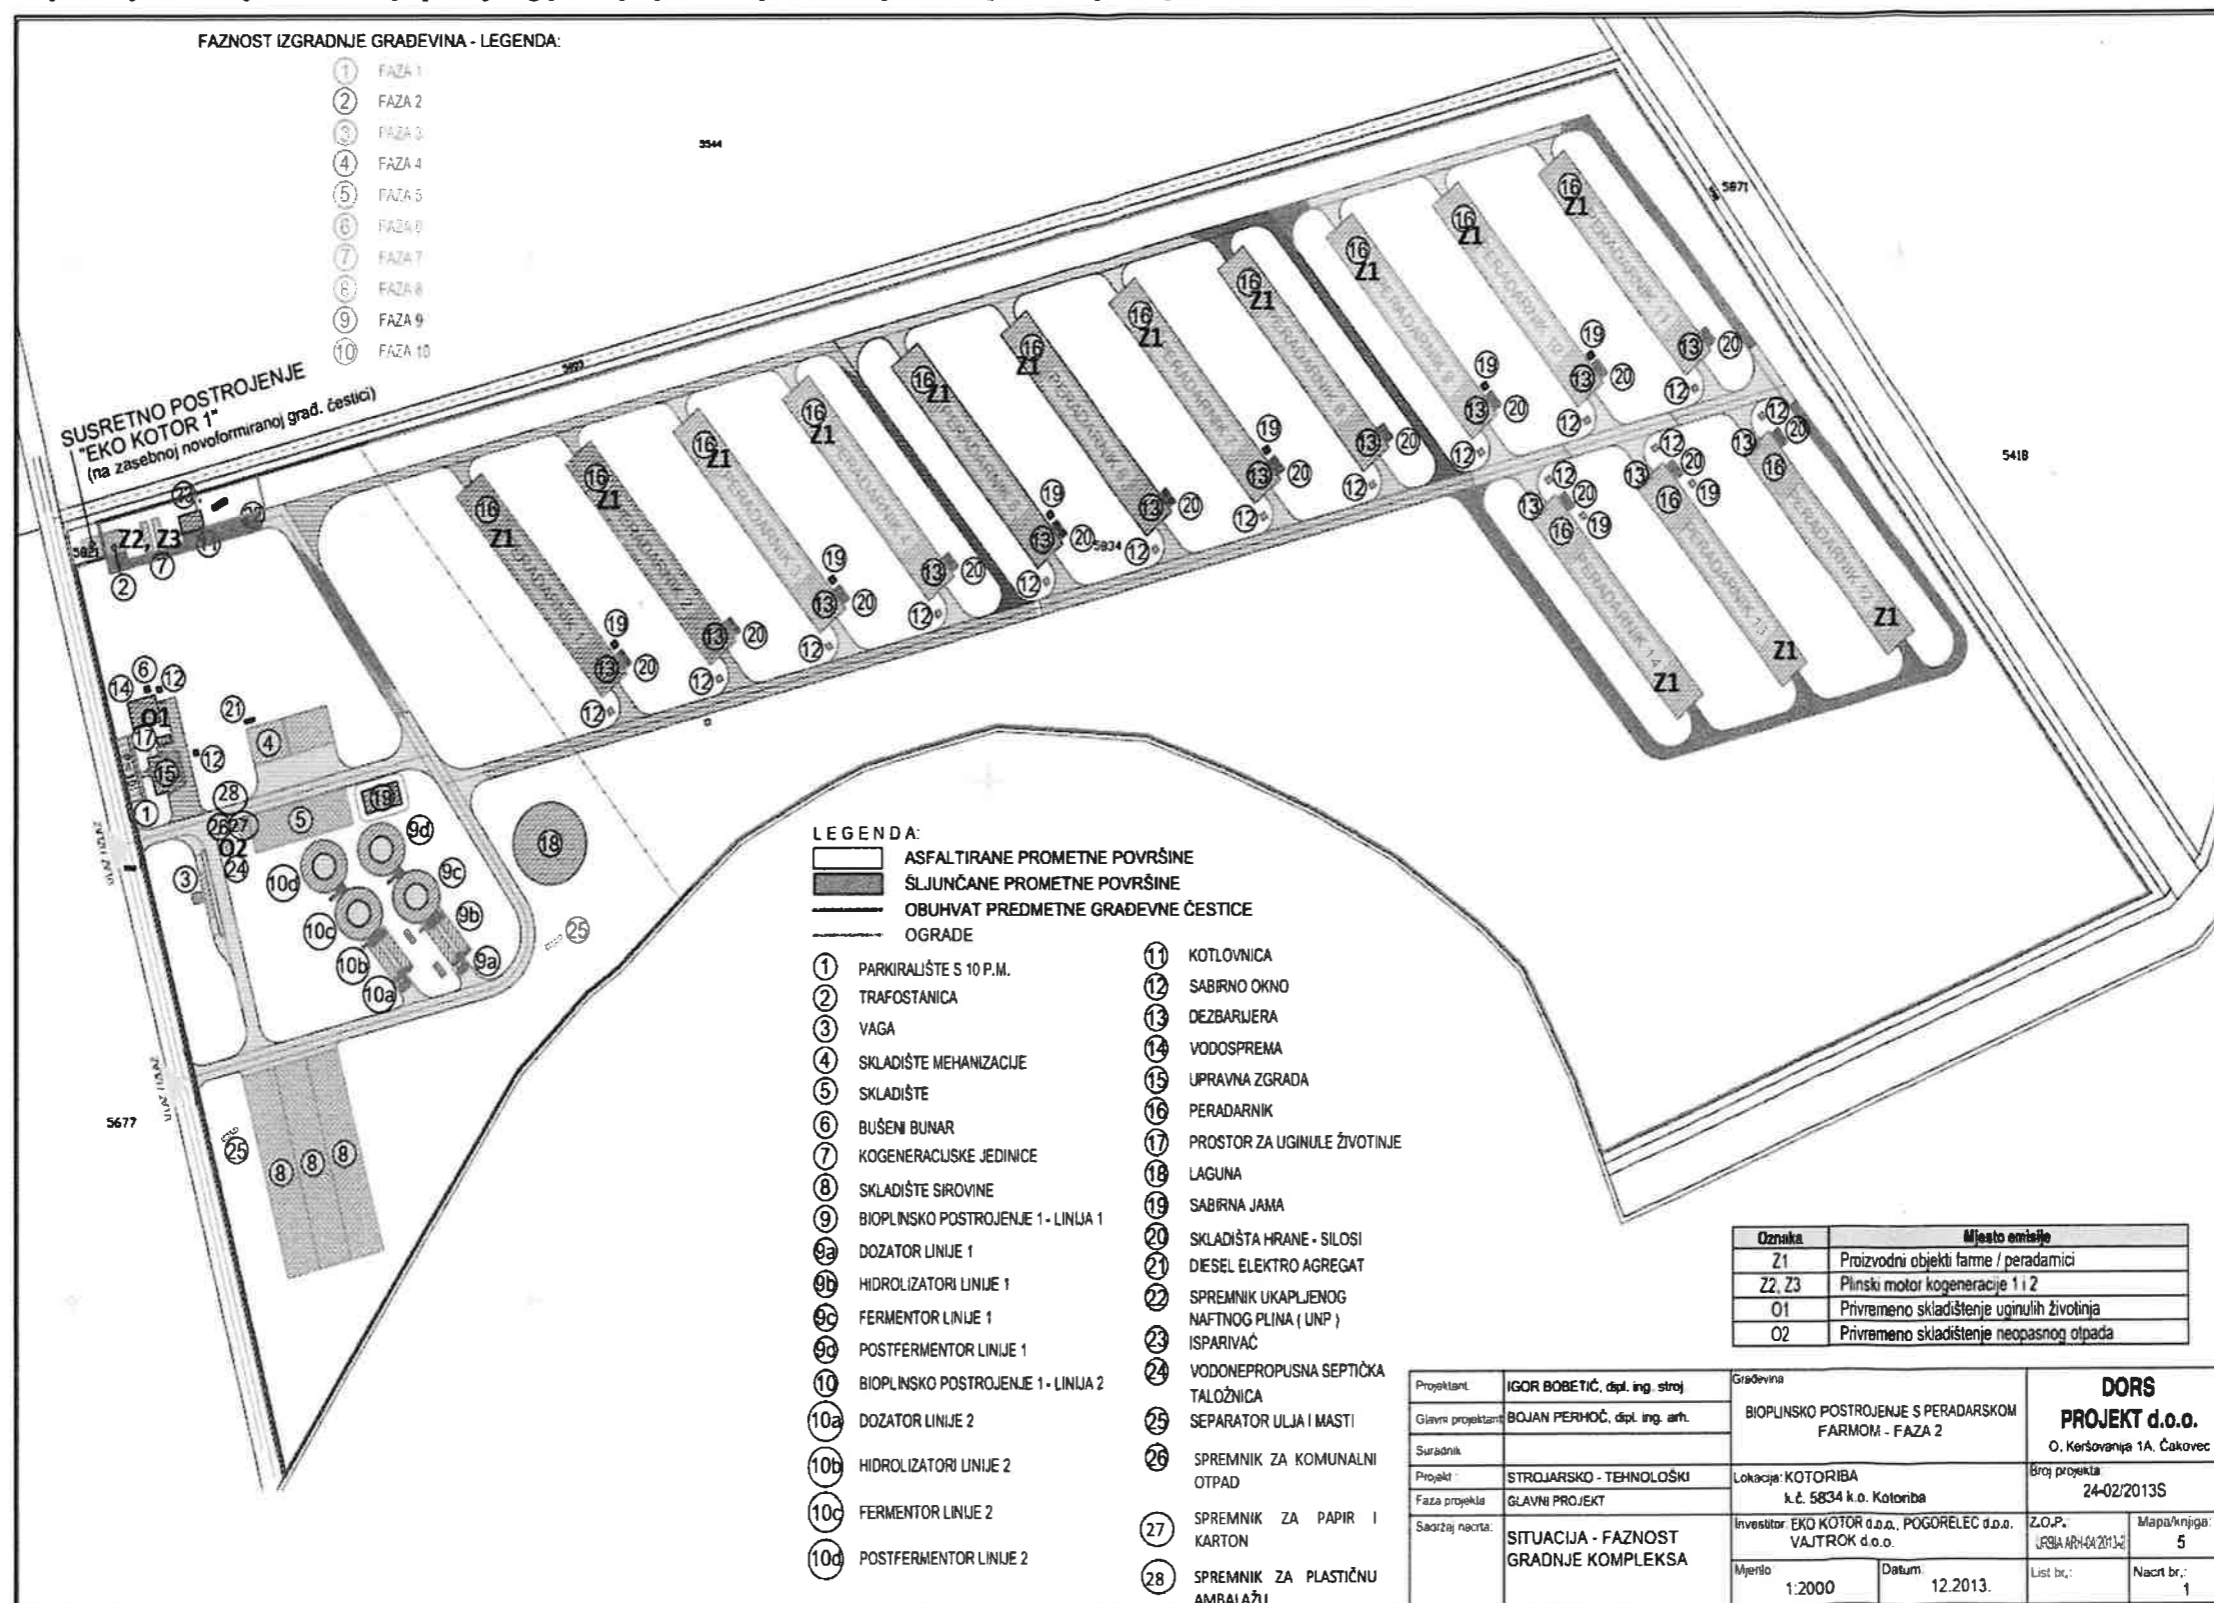 FAZNOST IZGRADNJE GRAĐEVINA - LEGENDA:
1 FAZA 1
2 FAZA 2
3 FAZA 3
4 FAZA 4
5 FAZA 5
6 FAZA 6
7 FAZA 7
8 FAZA 8
9 FAZA 9
10 FAZA 10
SUSRETNO POSTROJENJE
"EKO KOTOR 1"
(na zasebnoj novoformiranoj građ. čestici)
5544
5871
5418
5834
5821
5677
Z2, Z3
Z1
O1
O2
PERADARNIK 1
PERADARNIK 2
PERADARNIK 3
PERADARNIK 4
PERADARNIK 5
PERADARNIK 6
PERADARNIK 7
PERADARNIK 8
PERADARNIK 9
PERADARNIK 10
PERADARNIK 11
PERADARNIK 12
PERADARNIK 13
PERADARNIK 14
LEGENDA:
ASFALTIRANE PROMETNE POVRŠINE
ŠLJUNČANE PROMETNE POVRŠINE
OBUHVAT PREDMETNE GRAĐEVNE ČESTICE
OGRADE
1 PARKIRALIŠTE S 10 P.M.
2 TRAFOSTANICA
3 VAGA
4 SKLADIŠTE MEHANIZACIJE
5 SKLADIŠTE
6 BUŠENI BUNAR
7 KOGENERACIJSKE JEDINICE
8 SKLADIŠTE SIROVINE
9 BIOPLINSKO POSTROJENJE 1 - LINIJA 1
9a DOZATOR LINIJE 1
9b HIDROLIZATORI LINIJE 1
9c FERMENTOR LINIJE 1
9d POSTFERMENTOR LINIJE 1
10 BIOPLINSKO POSTROJENJE 1 - LINIJA 2
10a DOZATOR LINIJE 2
10b HIDROLIZATORI LINIJE 2
10c FERMENTOR LINIJE 2
10d POSTFERMENTOR LINIJE 2
11 KOTLOVNICA
12 SABIRNO OKNO
13 DEZBARIJERA
14 VODOSPREMA
15 UPRAVNA ZGRADA
16 PERADARNIK
17 PROSTOR ZA UGINULE ŽIVOTINJE
18 LAGUNA
19 SABIRNA JAMA
20 SKLADIŠTA HRANE - SILOSI
21 DIESEL ELEKTRO AGREGAT
22 SPREMNIK UKAPLJENOG
NAFTNOG PLINA ( UNP )
23 ISPARIVAČ
24 VODONEPROPUSNA SEPTIČKA
TALOŽNICA
25 SEPARATOR ULJA I MASTI
26 SPREMNIK ZA KOMUNALNI
OTPAD
27 SPREMNIK ZA PAPIR I
KARTON
28 SPREMNIK ZA PLASTIČNU
AMBALAŽU
Oznaka Mjesto emisije
Z1 Proizvodni objekti farme / peradarnici
Z2, Z3 Plinski motor kogeneracije 1 i 2
O1 Privremeno skladištenje uginulih životinja
O2 Privremeno skladištenje neopasnog otpada
Projektant IGOR BOBETIĆ, dipl. ing. stroj.
Glavni projektant BOJAN PERHOČ, dipl. ing. arh.
Suradnik
Projekt : STROJARSKO - TEHNOLOŠKI
Faza projekta GLAVNI PROJEKT
Sadržaj nacrta: SITUACIJA - FAZNOST
GRADNJE KOMPLEKSA
Građevina
BIOPLINSKO POSTROJENJE S PERADARSKOM
FARMOM - FAZA 2
Lokacija: KOTORIBA
k.č. 5834 k.o. Kotoriba
Investitor: EKO KOTOR d.o.o., POGORELEC d.o.o.
VAJTROK d.o.o.
Mjerilo 1:2000
Datum: 12.2013.
DORS
PROJEKT d.o.o.
O. Keršovanija 1A, Čakovec
Broj projekta
24-02/2013S
Z.O.P.:
Mapa/knjiga: 5
List br.:
Nacrt br.: 1